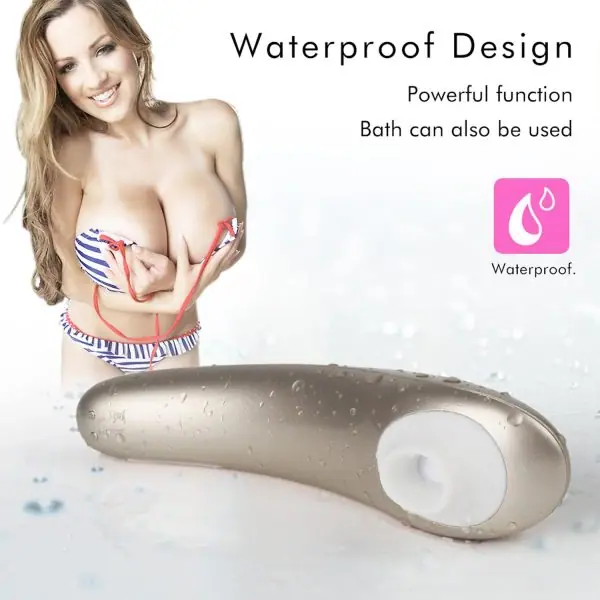 Waterproof Design
Powerful function
Bath can also be used
Waterproof.